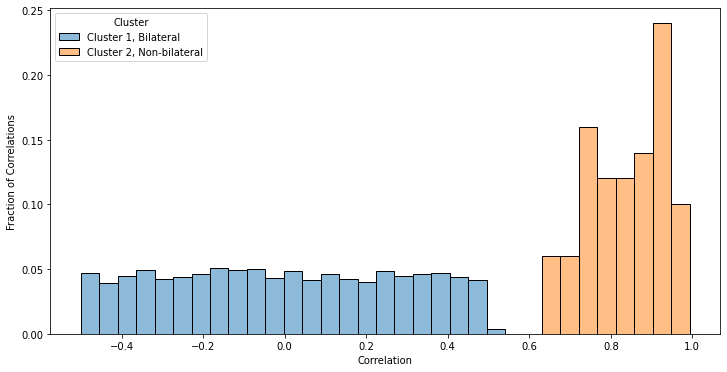 Cluster
Cluster 1, Bilateral
Cluster 2, Non-bilateral
Fraction of Correlations
0.25
0.20
0.15
0.10
0.05
0.00
−0.4
−0.2
0.0
0.2
0.4
0.6
0.8
1.0
Correlation